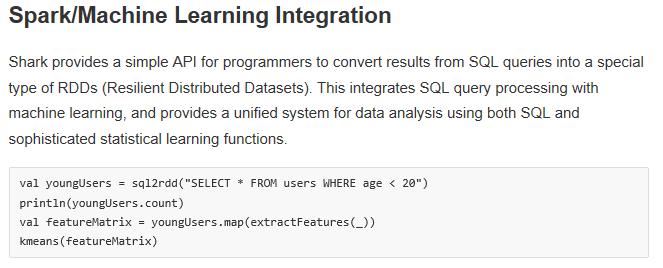 Spark/Machine Learning Integration
Shark provides a simple API for programmers to convert results from SQL queries into a special
type of RDDs (Resilient Distributed Datasets). This integrates SQL query processing with
machine learning, and provides a unified system for data analysis using both SQL and
sophisticated statistical learning functions.
val youngUsers = sql2rdd("SELECT * FROM users WHERE age < 20")
println(youngUsers.count)
val featureMatrix = youngUsers.map(extractFeatures(_))
kmeans(featureMatrix)